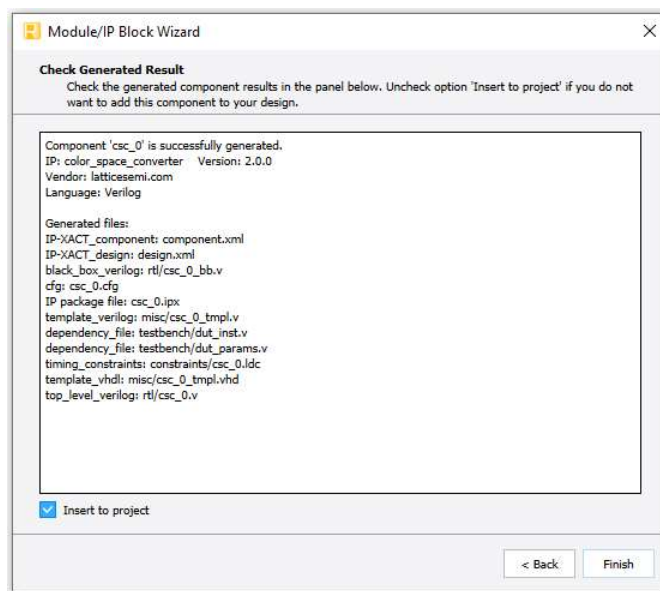 Module/IP Block Wizard
Check Generated Result
Check the generated component results in the panel below. Uncheck option 'Insert to project' if you do not
want to add this component to your design.
Component 'csc_0' is successfully generated.
IP: color_space_converter    Version: 2.0.0
Vendor: latticesemi.com
Language: Verilog
Generated files:
IP-XACT_component: component.xml
IP-XACT_design: design.xml
black_box_verilog: rtl/csc_0_bb.v
cfg: csc_0.cfg
IP package file: csc_0.ipx
template_verilog: misc/csc_0_tmpl.v
dependency_file: testbench/dut_inst.v
dependency_file: testbench/dut_params.v
timing_constraints: constraints/csc_0.ldc
template_vhdl: misc/csc_0_tmpl.vhd
top_level_verilog: rtl/csc_0.v
Insert to project
< Back    Finish